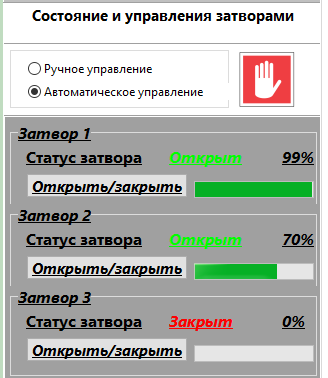 Состояние и управления затворами
Ручное управление
Автоматическое управление
Затвор 1
Статус затвора Открыт 99%
Открыть/закрыть
Затвор 2
Статус затвора Открыт 70%
Открыть/закрыть
Затвор 3
Статус затвора Закрыт 0%
Открыть/закрыть